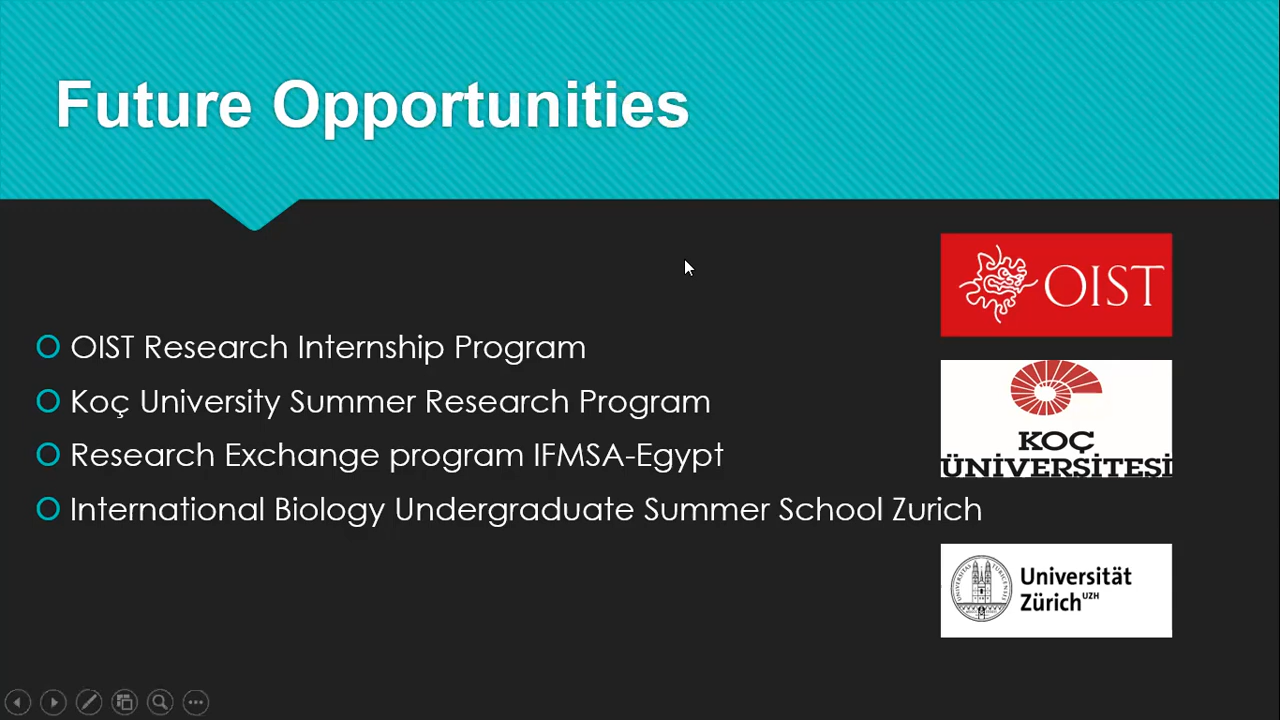 Future Opportunities
OIST
OIST Research Internship Program
Koç University Summer Research Program
KOÇ
ÜNİVERSİTESİ
Research Exchange program IFMSA-Egypt
International Biology Undergraduate Summer School Zurich
Universität
Zürich UZH